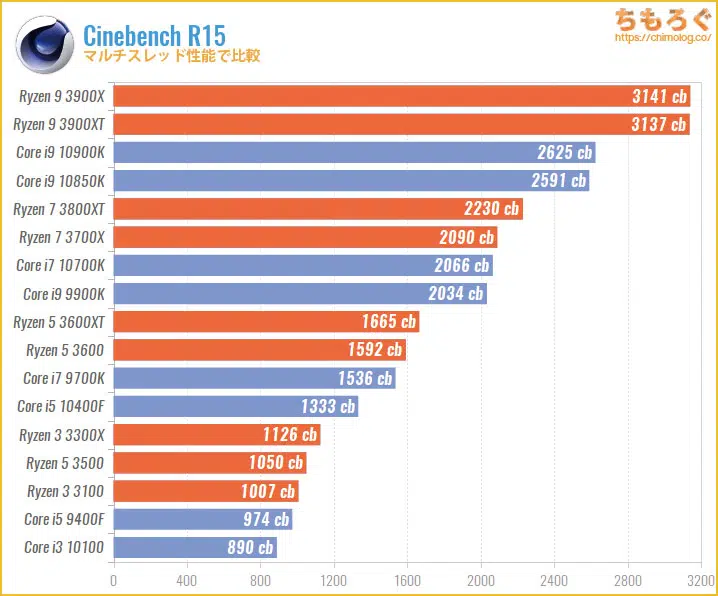 Cinebench R15
マルチスレッド性能で比較
ちもろぐ
https://chimolog.co/
Ryzen 9 3900X 3141 cb
Ryzen 9 3900XT 3137 cb
Core i9 10900K 2625 cb
Core i9 10850K 2591 cb
Ryzen 7 3800XT 2230 cb
Ryzen 7 3700X 2090 cb
Core i7 10700K 2066 cb
Core i9 9900K 2034 cb
Ryzen 5 3600XT 1665 cb
Ryzen 5 3600 1592 cb
Core i7 9700K 1536 cb
Core i5 10400F 1333 cb
Ryzen 3 3300X 1126 cb
Ryzen 5 3500 1050 cb
Ryzen 3 3100 1007 cb
Core i5 9400F 974 cb
Core i3 10100 890 cb
0 400 800 1200 1600 2000 2400 2800 3200